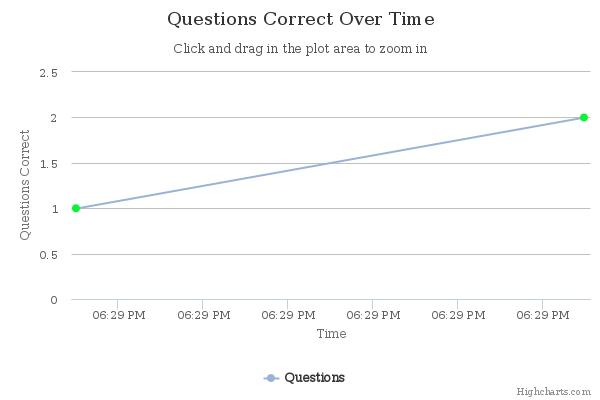 Questions Correct Over Time
Click and drag in the plot area to zoom in
Questions Correct
2.5
2
1.5
1
0.5
0
06:29 PM 06:29 PM 06:29 PM 06:29 PM 06:29 PM 06:29 PM
Time
Questions
Highcharts.com